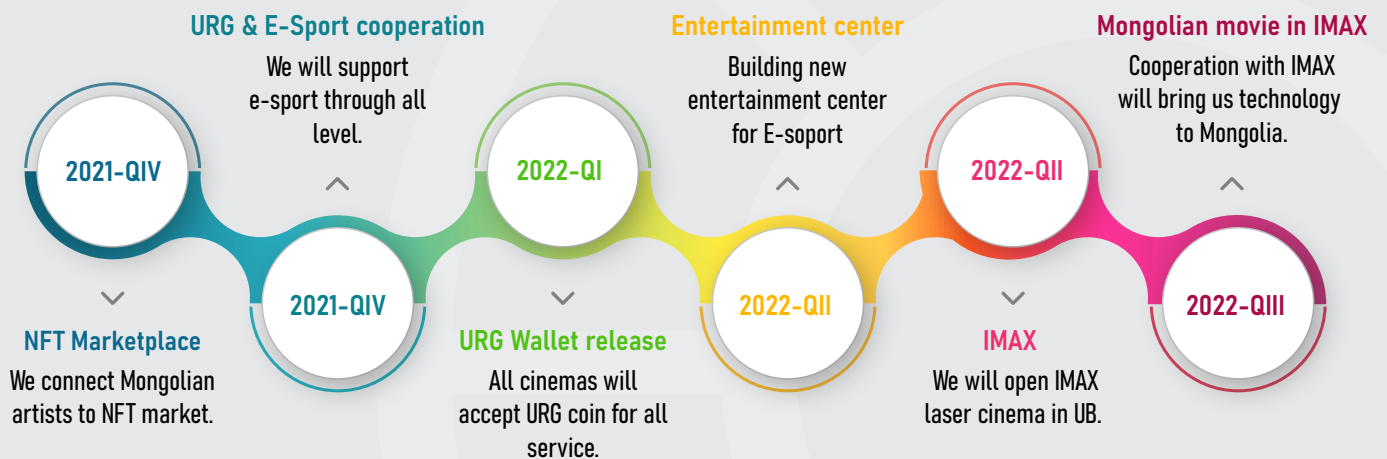 URG & E-Sport cooperation
We will support
e-sport through all
level.
Entertainment center
Building new
entertainment center
for E-soport
Mongolian movie in IMAX
Cooperation with IMAX
will bring us technology
to Mongolia.
2021-QIV
2022-QI
2022-QII
2021-QIV
2022-QII
2022-QIII
NFT Marketplace
We connect Mongolian
artists to NFT market.
URG Wallet release
All cinemas will
accept URG coin for all
service.
IMAX
We will open IMAX
laser cinema in UB.